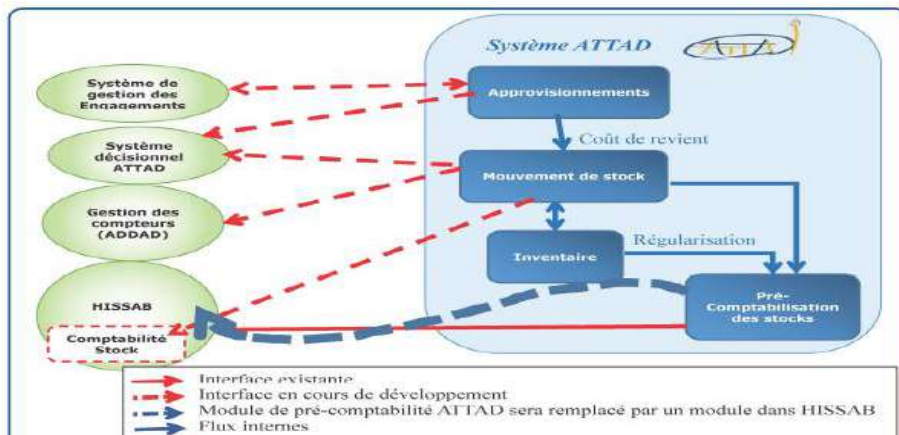 Système ATTAD
Système de
gestion des
Engagements
Approvisionnements
Coût de revient
Système
décisionnel
ATTAD
Mouvement de stock
Gestion des
compteurs
(ADDAD)
Régularisation
Inventaire
HISSAB
Pré-
Comptabilisation
des stocks
Comptabilité
Stock
Interface existante
Interface en cours de développement
Module de pré-comptabilité ATTAD sera remplacé par un module dans HISSAB
Flux internes